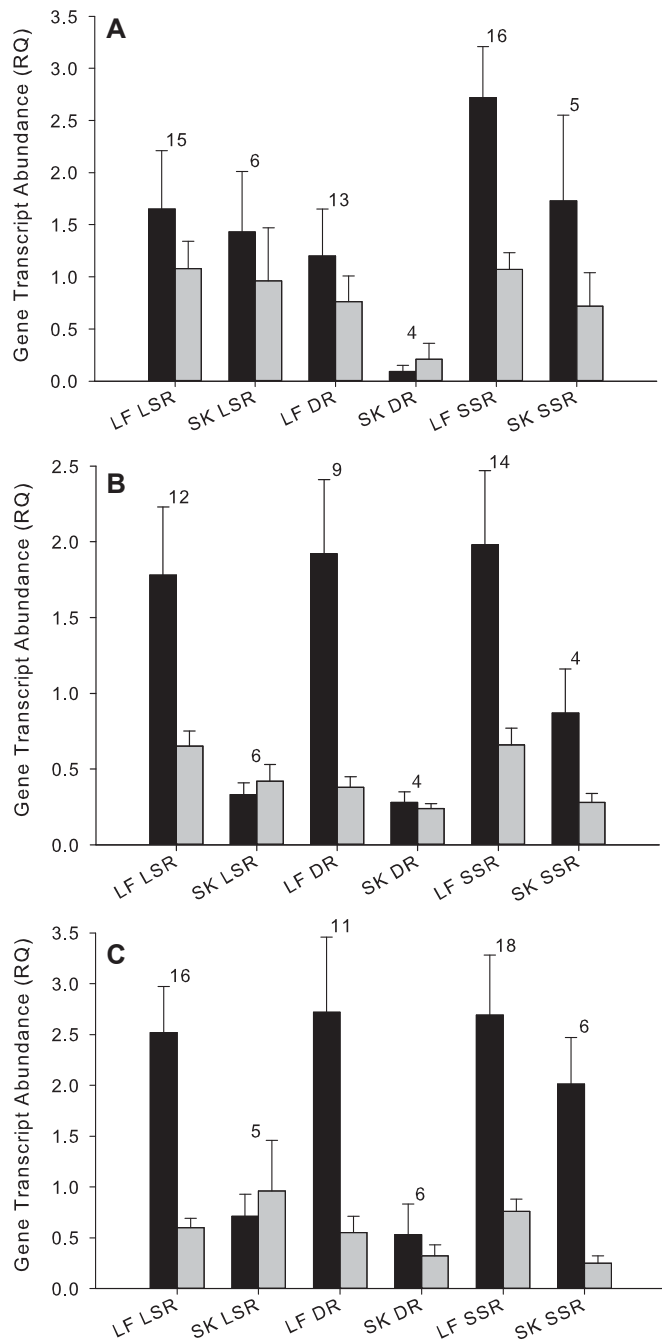 A
Gene Transcript Abundance (RQ)
3.5
3.0
2.5
2.0
1.5
1.0
0.5
0.0
15
6
13
4
16
5
LF LSR
SK LSR
LF DR
SK DR
LF SSR
SK SSR
B
Gene Transcript Abundance (RQ)
2.5
2.0
1.5
1.0
0.5
0.0
12
6
9
4
14
4
LF LSR
SK LSR
LF DR
SK DR
LF SSR
SK SSR
C
Gene Transcript Abundance (RQ)
3.5
3.0
2.5
2.0
1.5
1.0
0.5
0.0
16
5
11
6
18
6
LF LSR
SK LSR
LF DR
SK DR
LF SSR
SK SSR